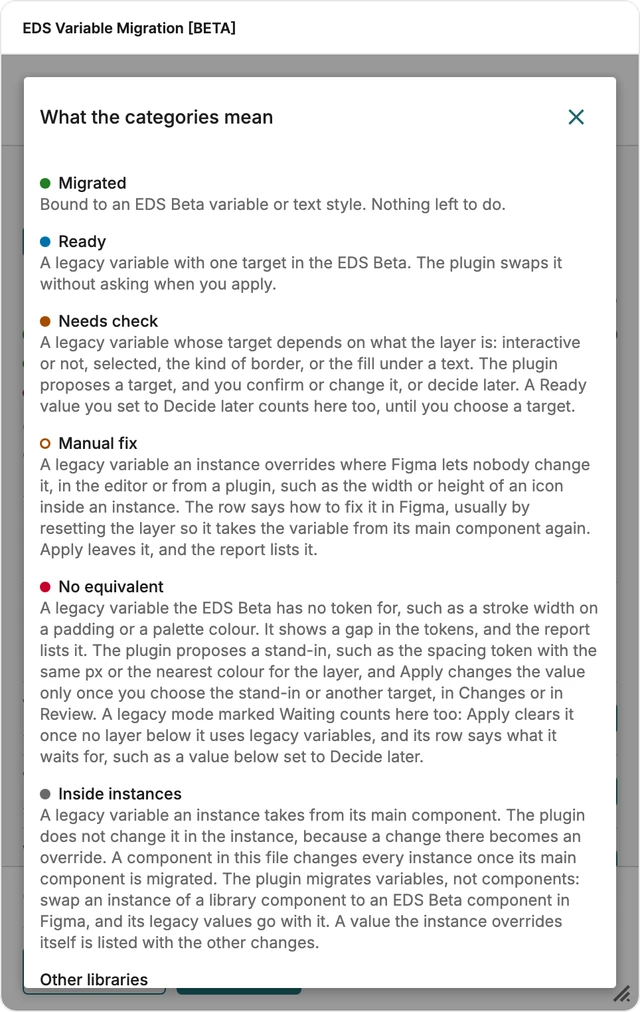 EDS Variable Migration [BETA]
What the categories mean
Migrated
Bound to an EDS Beta variable or text style. Nothing left to do.
Ready
A legacy variable with one target in the EDS Beta. The plugin swaps it
without asking when you apply.
Needs check
A legacy variable whose target depends on what the layer is: interactive
or not, selected, the kind of border, or the fill under a text. The plugin
proposes a target, and you confirm or change it, or decide later. A Ready
value you set to Decide later counts here too, until you choose a target.
Manual fix
A legacy variable an instance overrides where Figma lets nobody change
it, in the editor or from a plugin, such as the width or height of an icon
inside an instance. The row says how to fix it in Figma, usually by
resetting the layer so it takes the variable from its main component again.
Apply leaves it, and the report lists it.
No equivalent
A legacy variable the EDS Beta has no token for, such as a stroke width on
a padding or a palette colour. It shows a gap in the tokens, and the report
lists it. The plugin proposes a stand-in, such as the spacing token with the
same px or the nearest colour for the layer, and Apply changes the value
only once you choose the stand-in or another target, in Changes or in
Review. A legacy mode marked Waiting counts here too: Apply clears it
once no layer below it uses legacy variables, and its row says what it
waits for, such as a value below set to Decide later.
Inside instances
A legacy variable an instance takes from its main component. The plugin
does not change it in the instance, because a change there becomes an
override. A component in this file changes every instance once its main
component is migrated. The plugin migrates variables, not components:
swap an instance of a library component to an EDS Beta component in
Figma, and its legacy values go with it. A value the instance overrides
itself is listed with the other changes.
Other libraries